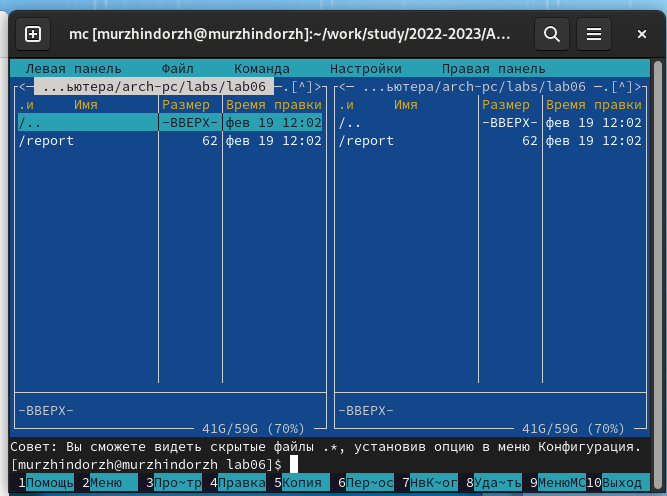 mc [murzhindorzh@murzhindorzh]:~/work/study/2022-2023/А...
Левая панель Файл Команда Настройки Правая панель
<─ ...ьютера/arch-pc/labs/lab06 ─.[^]> <─ ...ьютера/arch-pc/labs/lab06 ─.[^]>
.и Имя Размер Время правки .и Имя Размер Время правки
/.. -ВВЕРХ- фев 19 12:02 /.. -ВВЕРХ- фев 19 12:02
/report 62 фев 19 12:02 /report 62 фев 19 12:02
-ВВЕРХ- -ВВЕРХ-
41G/59G (70%) 41G/59G (70%)
Совет: Вы сможете видеть скрытые файлы .*, установив опцию в меню Конфигурация.
[murzhindorzh@murzhindorzh lab06]$
1Помощь 2Меню 3Про~тр 4Правка 5Копия 6Пер~ос 7НвК~ог 8Уда~ть 9МенюМС 10Выход